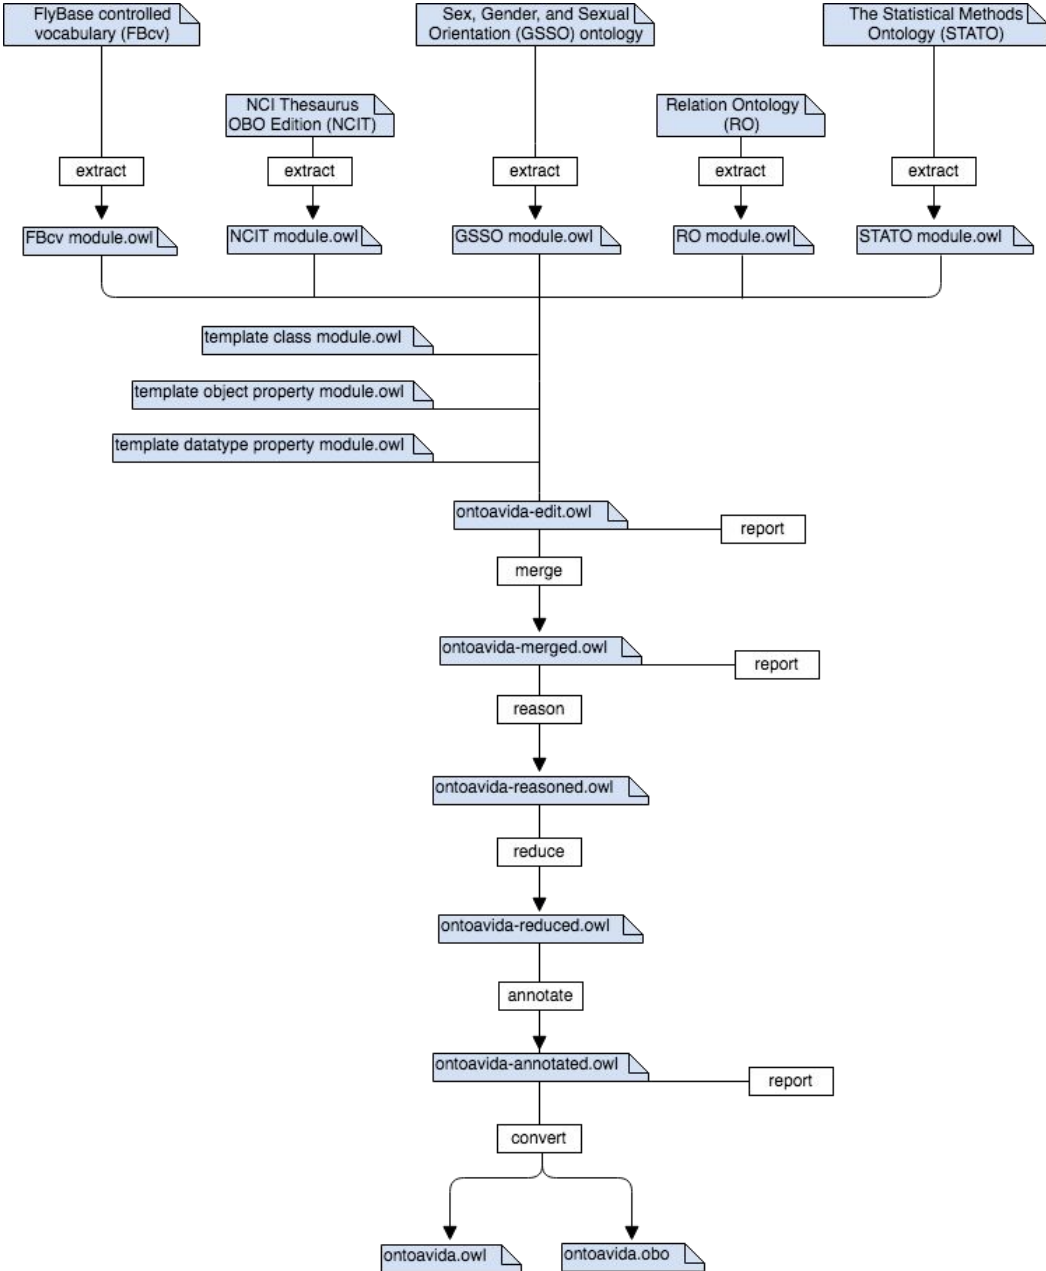 FlyBase controlled
vocabulary (FBcv)
Sex, Gender, and Sexual
Orientation (GSSO) ontology
The Statistical Methods
Ontology (STATO)
NCI Thesaurus
OBO Edition (NCIT)
Relation Ontology
(RO)
extract
extract
extract
extract
extract
FBcv module.owl
NCIT module.owl
GSSO module.owl
RO module.owl
STATO module.owl
template class module.owl
template object property module.owl
template datatype property module.owl
ontoavida-edit.owl
report
merge
ontoavida-merged.owl
report
reason
ontoavida-reasoned.owl
reduce
ontoavida-reduced.owl
annotate
ontoavida-annotated.owl
report
convert
ontoavida.owl
ontoavida.obo